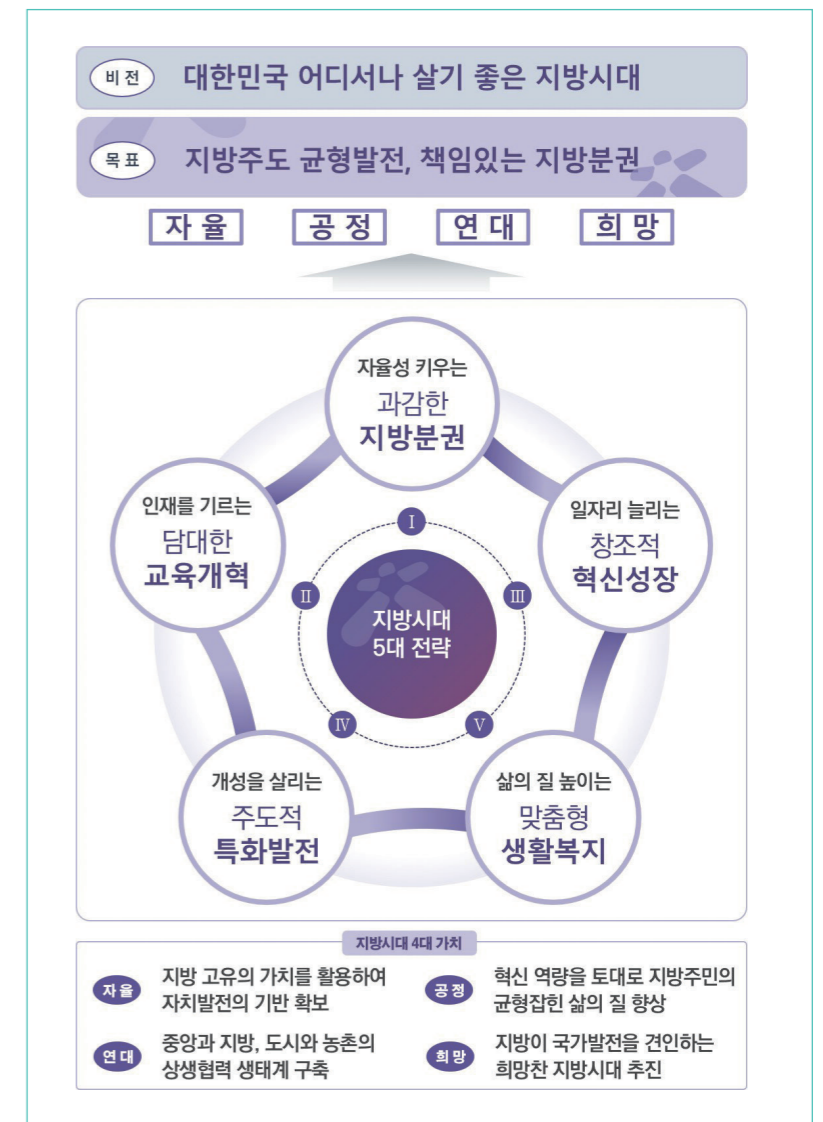 비전 대한민국 어디서나 살기 좋은 지방시대
목표 지방주도 균형발전, 책임있는 지방분권
자율 공정 연대 희망
자율성 키우는
과감한
지방분권
인재를 기르는
담대한
교육개혁
일자리 늘리는
창조적
혁신성장
I
II
III
지방시대
5대 전략
IV
V
개성을 살리는
주도적
특화발전
삶의 질 높이는
맞춤형
생활복지
지방시대 4대 가치
자율
지방 고유의 가치를 활용하여
자치발전의 기반 확보
공정
혁신 역량을 토대로 지방주민의
균형잡힌 삶의 질 향상
연대
중앙과 지방, 도시와 농촌의
상생협력 생태계 구축
희망
지방이 국가발전을 견인하는
희망찬 지방시대 추진